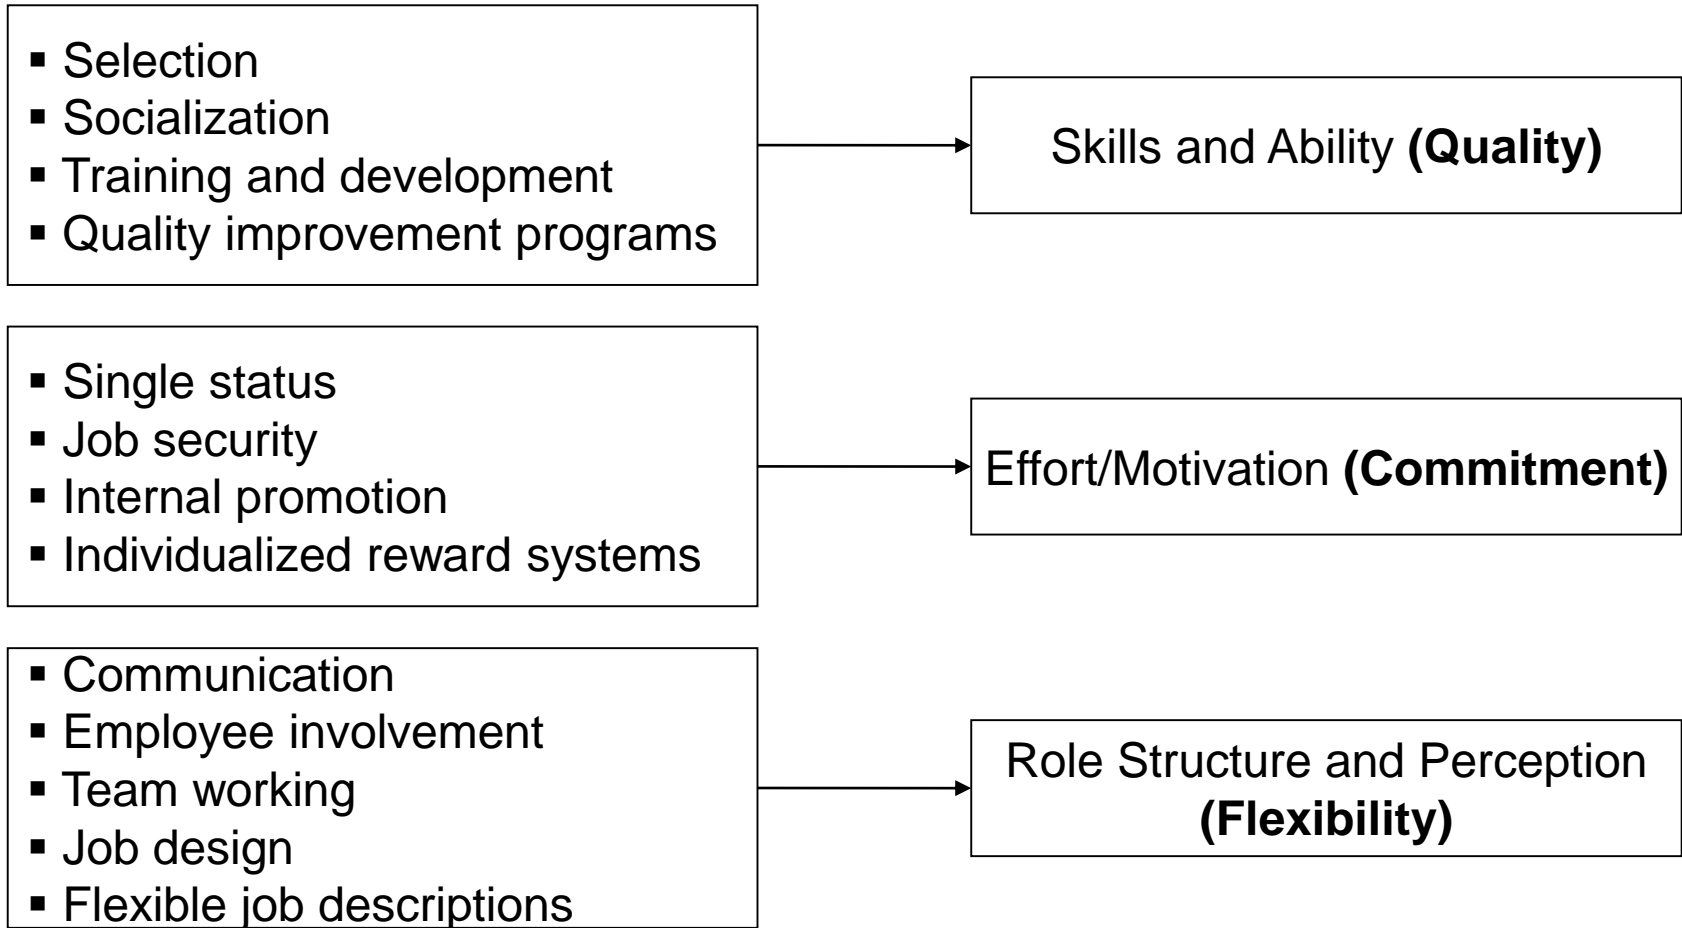 ▪ Selection
▪ Socialization
▪ Training and development
▪ Quality improvement programs
Skills and Ability (Quality)
▪ Single status
▪ Job security
▪ Internal promotion
▪ Individualized reward systems
Effort/Motivation (Commitment)
▪ Communication
▪ Employee involvement
▪ Team working
▪ Job design
▪ Flexible job descriptions
Role Structure and Perception
(Flexibility)